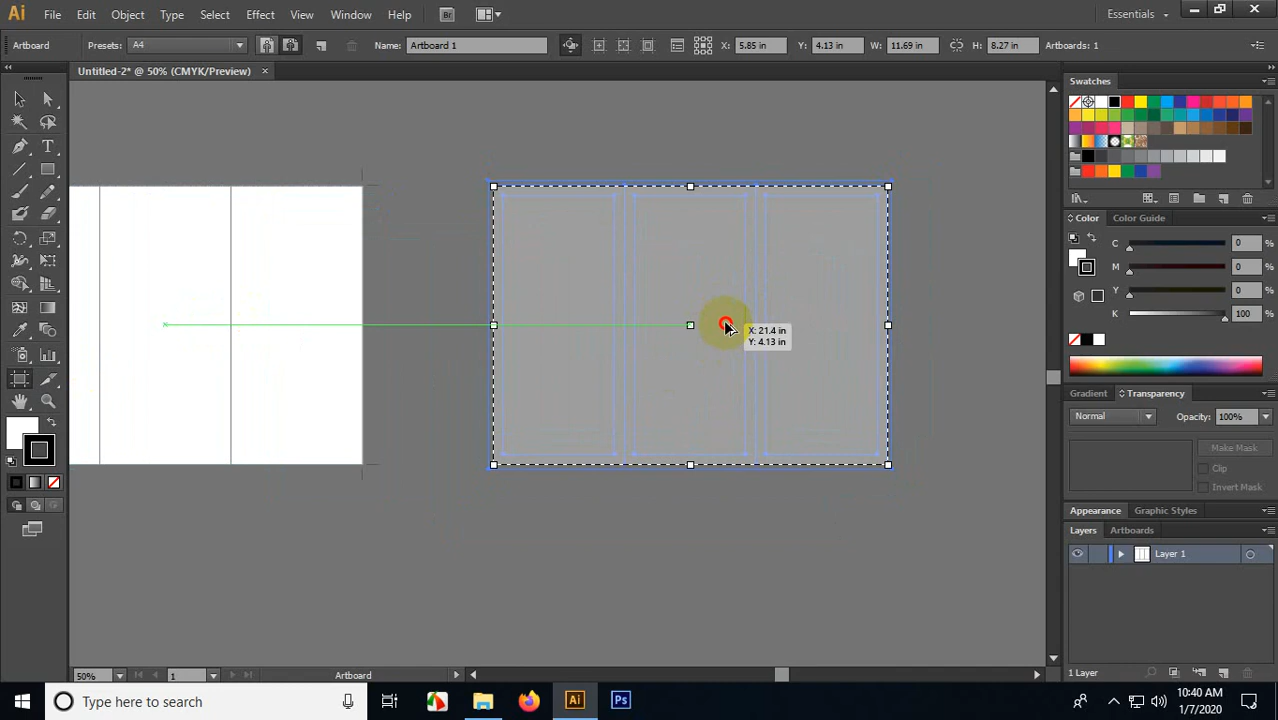 Ai File Edit Object Type Select Effect View Window Help Br Essentials
Artboard Presets: A4 Name: Artboard 1 X: 5.85 in Y: 4.13 in W: 11.69 in H: 8.27 in Artboards: 1
Untitled-2* @ 50% (CMYK/Preview) ×
Swatches
Color Color Guide
C 0 %
M 0 %
Y 0 %
K 100 %
X: 21.4 in
Y: 4.13 in
Gradient Transparency
Normal Opacity: 100%
Make Mask
Clip
Invert Mask
Appearance Graphic Styles
Layers Artboards
Layer 1
1 Layer
50% 1 Artboard
Type here to search
Ai Ps
10:40 AM
1/7/2020